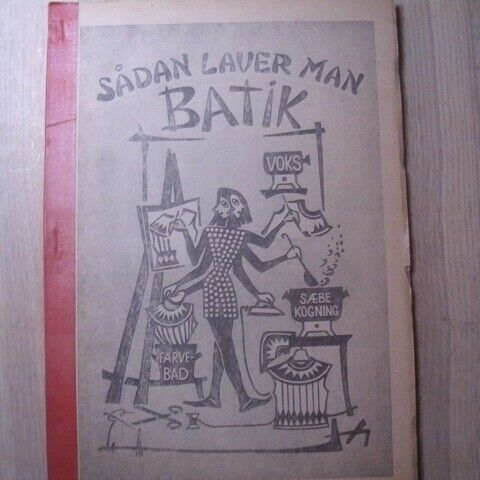 SÅDAN LAVER MAN
BATIK
VOKS
SÆBE
KOGNING
FARVE-
BAD